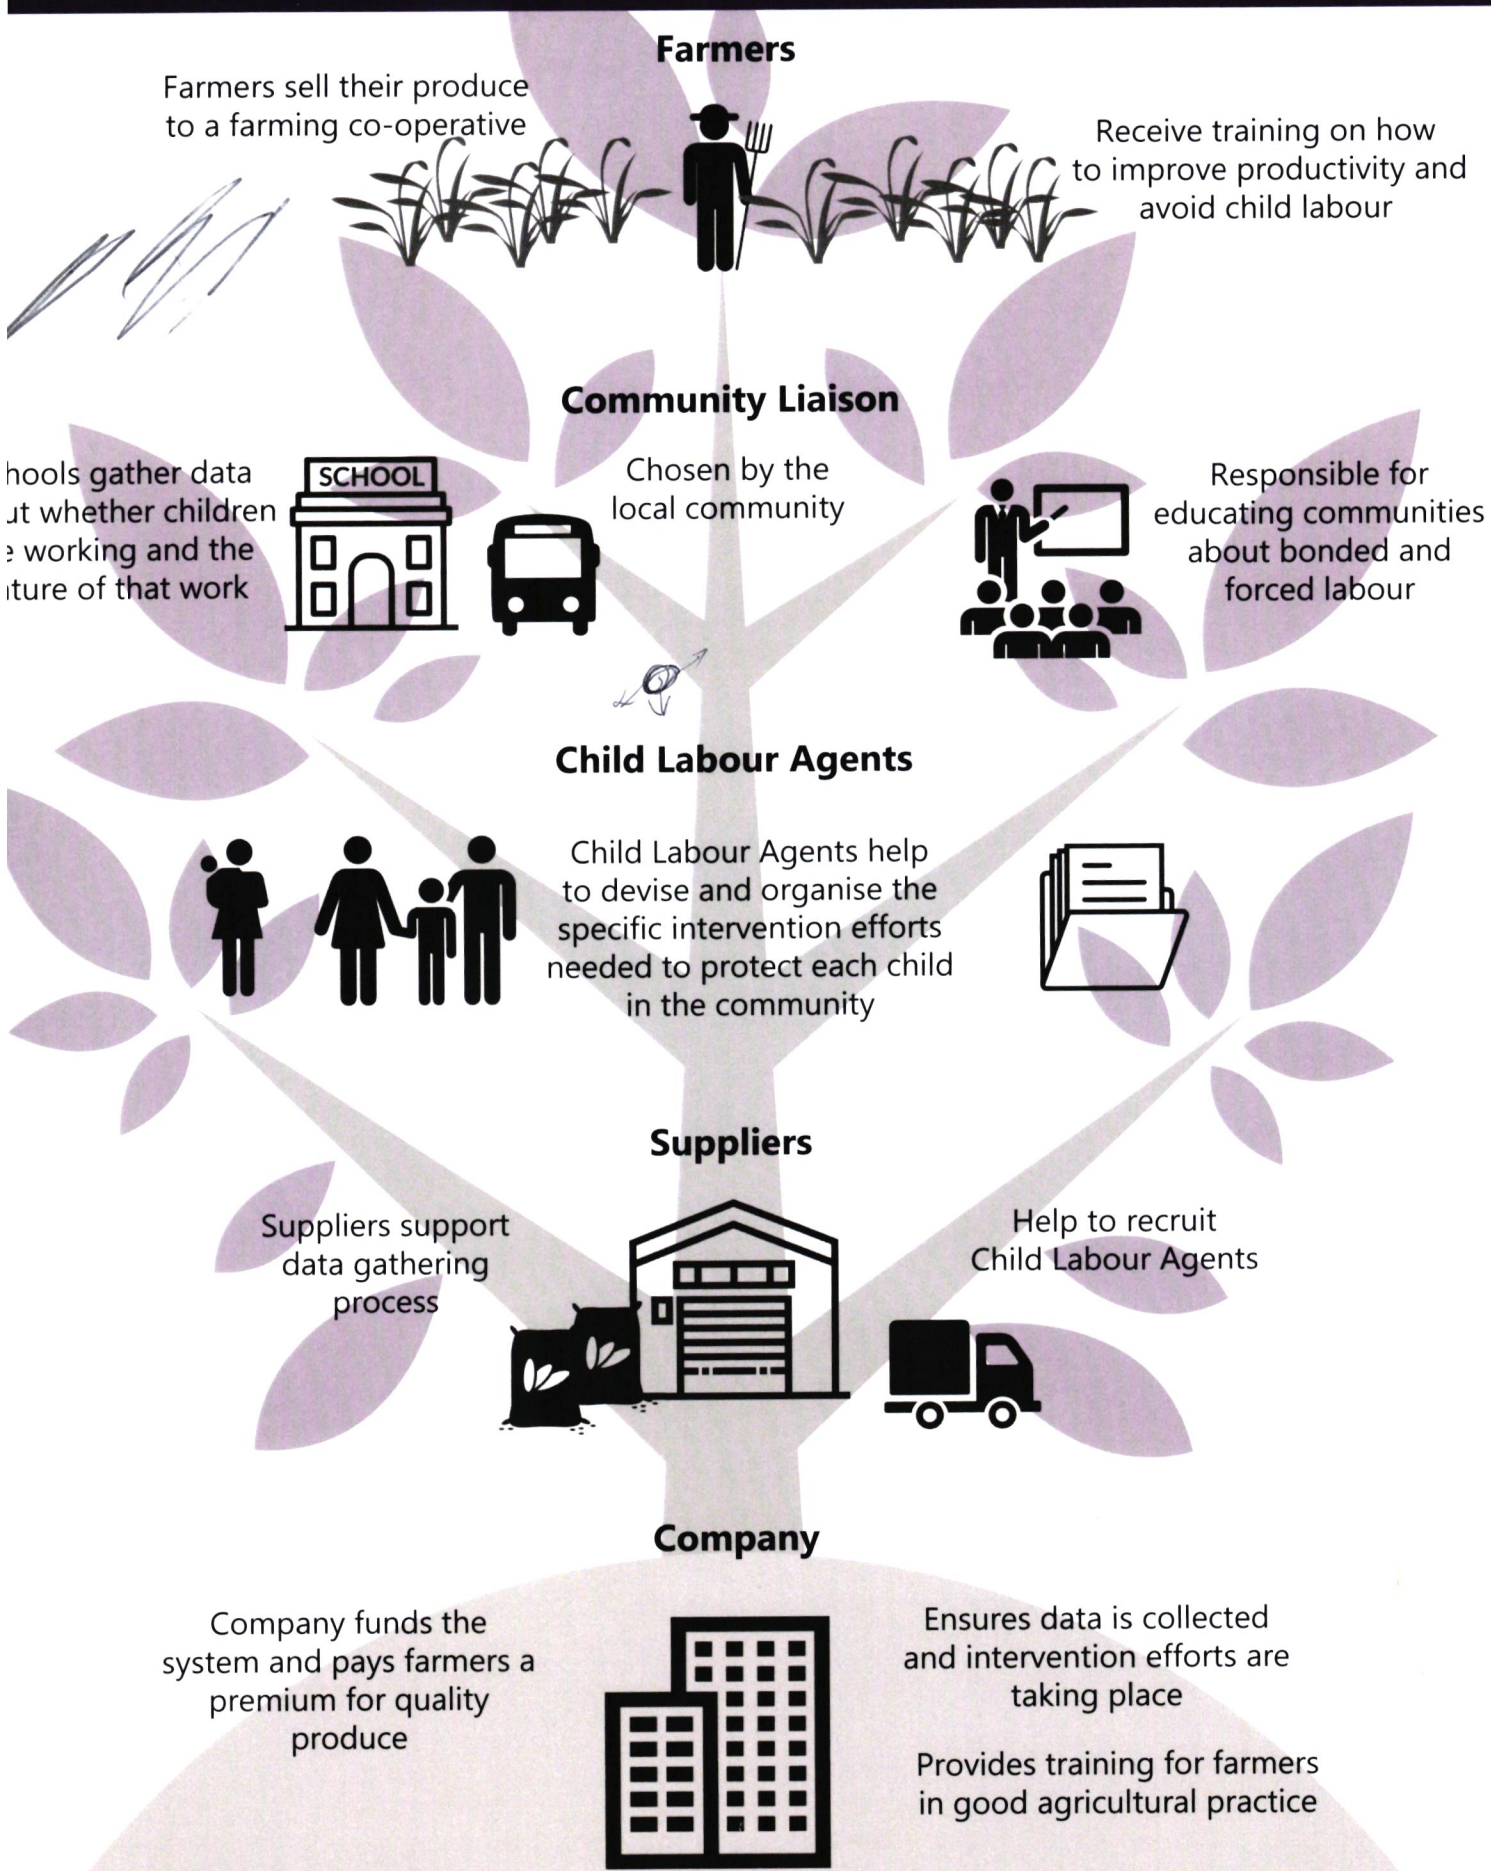 Farmers
Farmers sell their produce
to a farming co-operative
Receive training on how
to improve productivity and
avoid child labour
Community Liaison
hools gather data
ut whether children
working and the
ture of that work
SCHOOL
Chosen by the
local community
Responsible for
educating communities
about bonded and
forced labour
Child Labour Agents
Child Labour Agents help
to devise and organise the
specific intervention efforts
needed to protect each child
in the community
Suppliers
Suppliers support
data gathering
process
Help to recruit
Child Labour Agents
Company
Company funds the
system and pays farmers a
premium for quality
produce
Ensures data is collected
and intervention efforts are
taking place
Provides training for farmers
in good agricultural practice